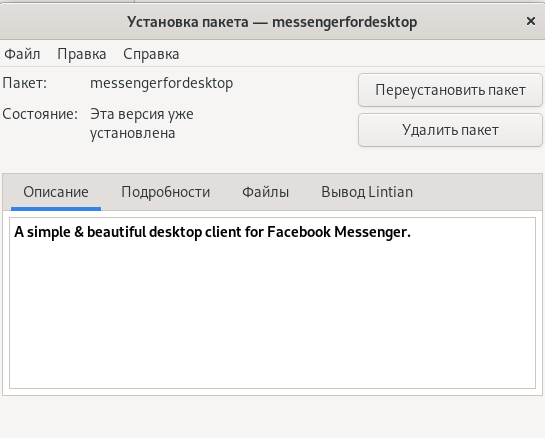 Установка пакета — messengerfordesktop
Файл Правка Справка
Пакет: messengerfordesktop
Переустановить пакет
Состояние: Эта версия уже
установлена
Удалить пакет
Описание Подробности Файлы Вывод Lintian
A simple & beautiful desktop client for Facebook Messenger.